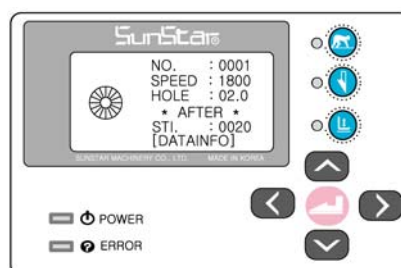 SunStar
NO. : 0001
SPEED : 1800
HOLE : 02.0
* AFTER *
STI. : 0020
[DATAINFO]
SUNSTAR MACHINERY CO., LTD. MADE IN KOREA
POWER
? ERROR